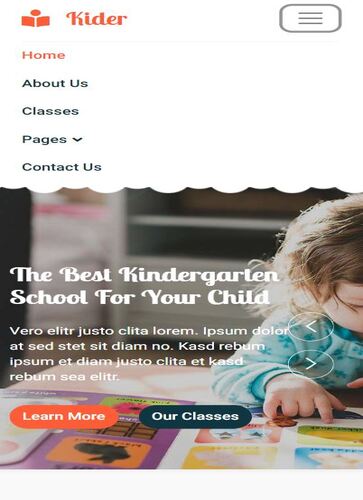 Kider
Home
About Us
Classes
Pages
Contact Us
The Best Kindergarten
School For Your Child
Vero elitr justo clita lorem. Ipsum dolor
at sed stet sit diam no. Kasd rebum
ipsum et diam justo clita et kasd
rebum sea elitr.
Learn More
Our Classes